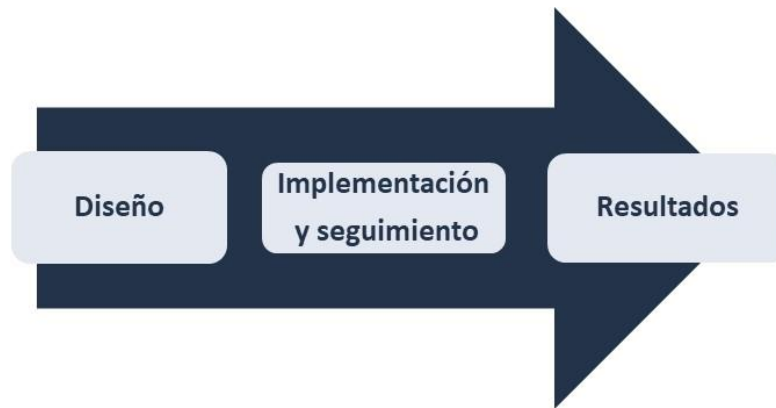 Diseño
Implementación
y seguimiento
Resultados